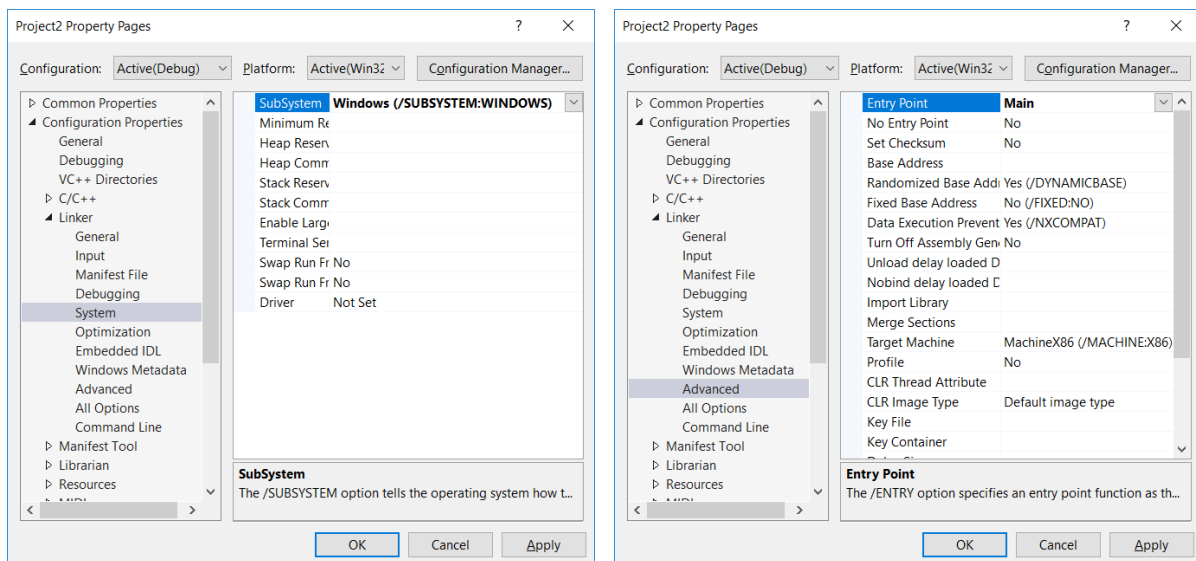 Project2 Property Pages
Configuration: Active(Debug) Platform: Active(Win32 Configuration Manager...
Common Properties
Configuration Properties
General
Debugging
VC++ Directories
C/C++
Linker
General
Input
Manifest File
Debugging
System
Optimization
Embedded IDL
Windows Metadata
Advanced
All Options
Command Line
Manifest Tool
Librarian
Resources
SubSystem Windows (/SUBSYSTEM:WINDOWS)
Minimum Re
Heap Reserv
Heap Comm
Stack Reserv
Stack Comm
Enable Large
Terminal Ser
Swap Run Fr No
Swap Run Fr No
Driver Not Set
SubSystem
The /SUBSYSTEM option tells the operating system how t...
OK Cancel Apply
Project2 Property Pages
Configuration: Active(Debug) Platform: Active(Win32 Configuration Manager...
Common Properties
Configuration Properties
General
Debugging
VC++ Directories
C/C++
Linker
General
Input
Manifest File
Debugging
System
Optimization
Embedded IDL
Windows Metadata
Advanced
All Options
Command Line
Manifest Tool
Librarian
Resources
Entry Point Main
No Entry Point No
Set Checksum No
Base Address
Randomized Base Addr Yes (/DYNAMICBASE)
Fixed Base Address No (/FIXED:NO)
Data Execution Prevent Yes (/NXCOMPAT)
Turn Off Assembly Gen No
Unload delay loaded D
Nobind delay loaded D
Import Library
Merge Sections
Target Machine MachineX86 (/MACHINE:X86)
Profile No
CLR Thread Attribute
CLR Image Type Default image type
Key File
Key Container
Entry Point
The /ENTRY option specifies an entry point function as th...
OK Cancel Apply